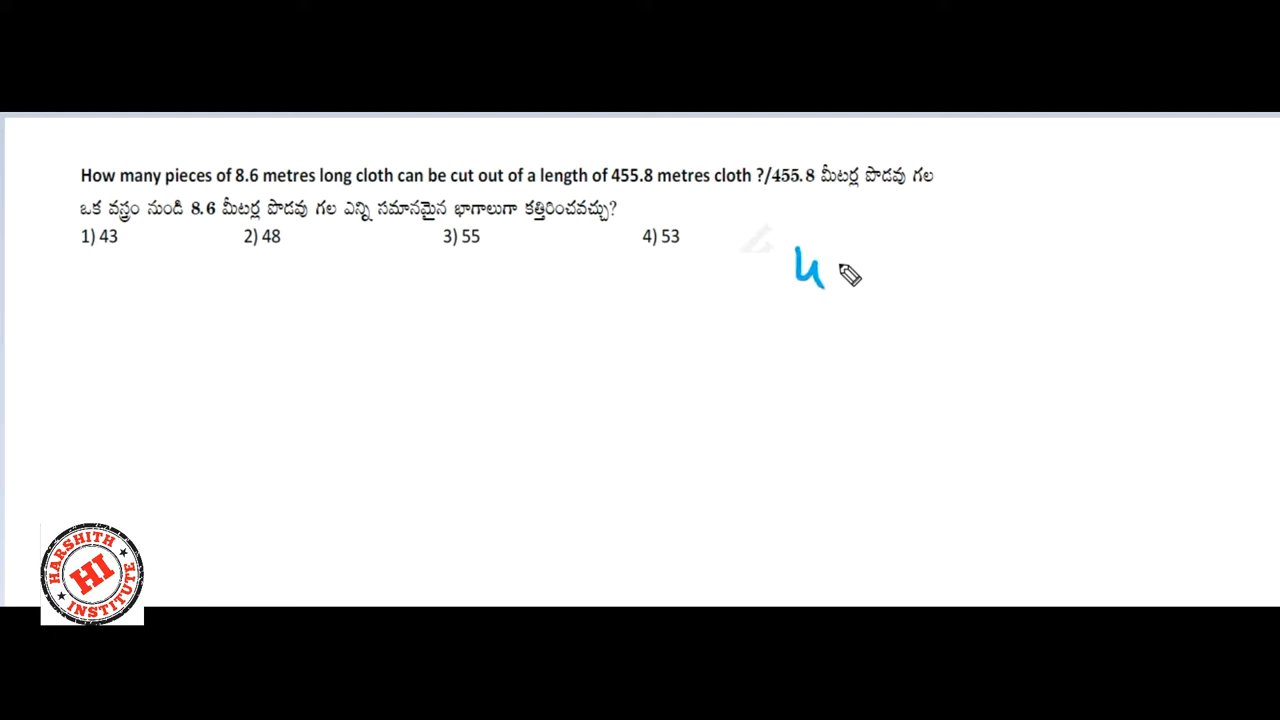 How many pieces of 8.6 metres long cloth can be cut out of a length of 455.8 metres cloth ?/455.8 మీటర్ల పొడవు గల
ఒక వస్త్రం నుండి 8.6 మీటర్ల పొడవు గల ఎన్ని సమానమైన భాగాలుగా కత్తిరించవచ్చు?
1) 43 2) 48 3) 55 4) 53
4
HARSHITH
HI
INSTITUTE